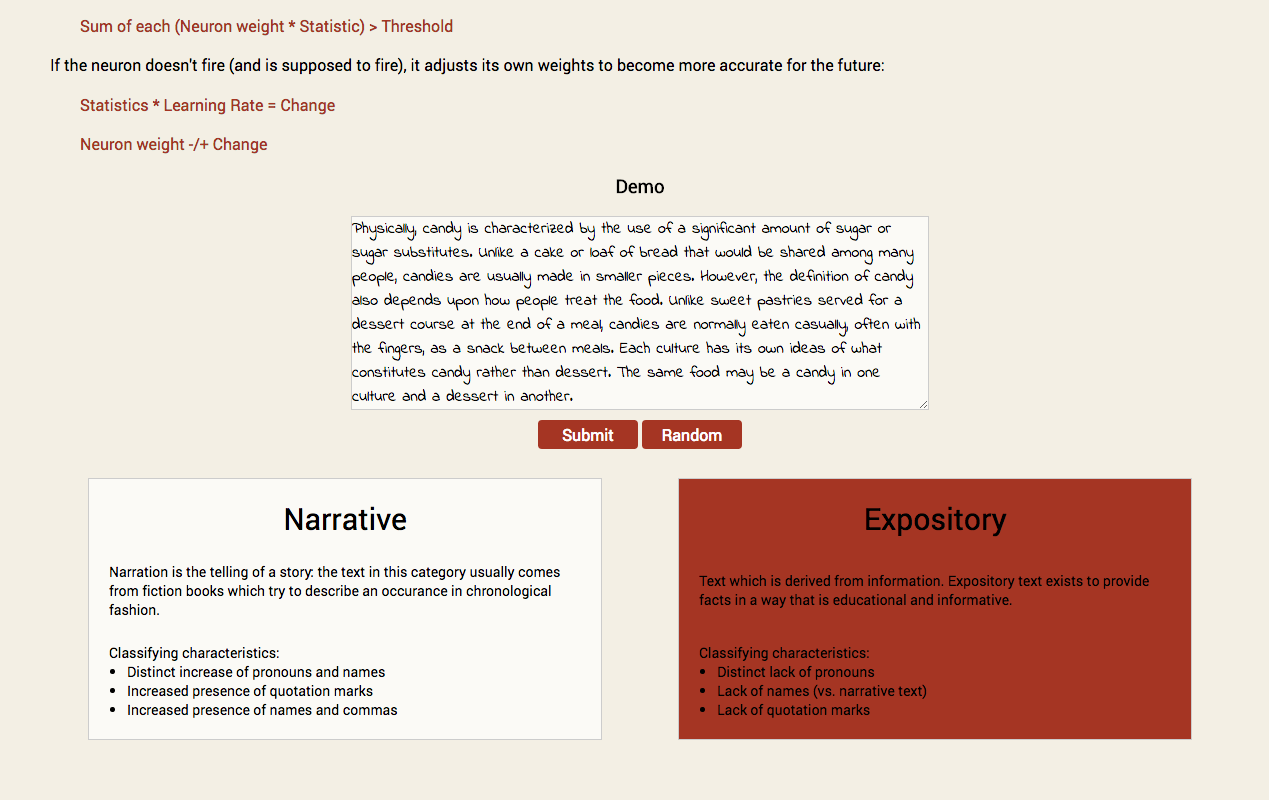 Sum of each (Neuron weight * Statistic) > Threshold
If the neuron doesn't fire (and is supposed to fire), it adjusts its own weights to become more accurate for the future:
Statistics * Learning Rate = Change
Neuron weight -/+ Change
Demo
Physically, candy is characterized by the use of a significant amount of sugar or
sugar substitutes. Unlike a cake or loaf of bread that would be shared among many
people, candies are usually made in smaller pieces. However, the definition of candy
also depends upon how people treat the food. Unlike sweet pastries served for a
dessert course at the end of a meal, candies are normally eaten casually, often with
the fingers, as a snack between meals. Each culture has its own ideas of what
constitutes candy rather than dessert. The same food may be a candy in one
culture and a dessert in another.
Submit Random
Narrative
Narration is the telling of a story: the text in this category usually comes
from fiction books which try to describe an occurance in chronological
fashion.
Classifying characteristics:
• Distinct increase of pronouns and names
• Increased presence of quotation marks
• Increased presence of names and commas
Expository
Text which is derived from information. Expository text exists to provide
facts in a way that is educational and informative.
Classifying characteristics:
• Distinct lack of pronouns
• Lack of names (vs. narrative text)
• Lack of quotation marks